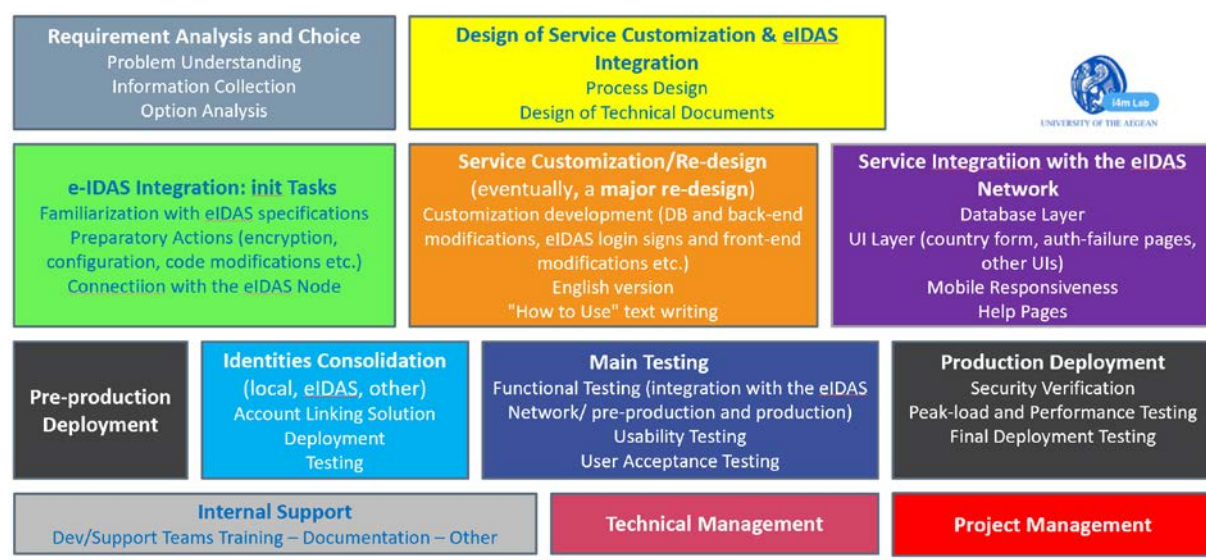 Requirement Analysis and Choice
Problem Understanding
Information Collection
Option Analysis
Design of Service Customization & eIDAS
Integration
Process Design
Design of Technical Documents
i4m Lab
UNIVERSITY OF THE AEGEAN
e-IDAS Integration: init Tasks
Familiarization with eIDAS specifications
Preparatory Actions (encryption,
configuration, code modifications etc.)
Connectiion with the eIDAS Node
Service Customization/Re-design
(eventually, a major re-design)
Customization development (DB and back-end
modifications, eIDAS login signs and front-end
modifications etc.)
English version
"How to Use" text writing
Service Integratiion with the eIDAS
Network
Database Layer
UI Layer (country form, auth-failure pages,
other UIs)
Mobile Responsiveness
Help Pages
Pre-production
Deployment
Identities Consolidation
(local, eIDAS, other)
Account Linking Solution
Deployment
Testing
Main Testing
Functional Testing (integration with the eIDAS
Network/ pre-production and production)
Usability Testing
User Acceptance Testing
Production Deployment
Security Verification
Peak-load and Performance Testing
Final Deployment Testing
Internal Support
Dev/Support Teams Training – Documentation – Other
Technical Management
Project Management